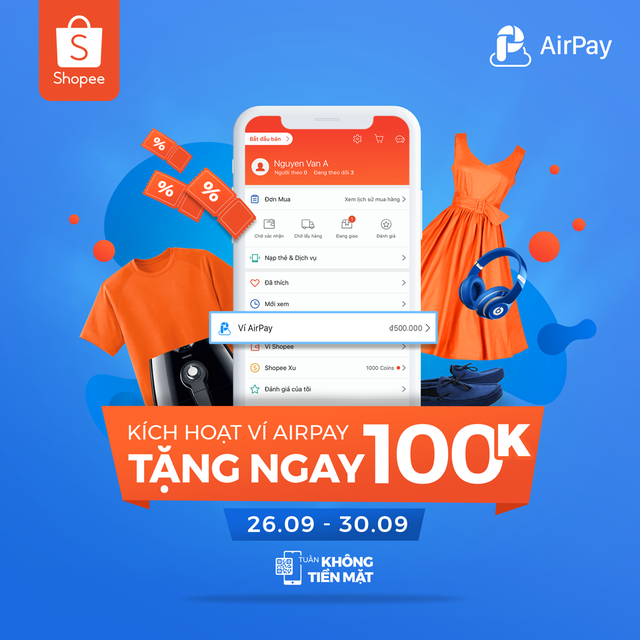 Shopee
AirPay
Bắt đầu bán >
Nguyen Van A
Người theo 0 Đang theo dõi 3
Đơn Mua
Xem lịch sử mua hàng >
Chờ xác nhận
Chờ lấy hàng
Đang giao
Đánh giá
Nạp thẻ & Dịch vụ
Đã thích
Mới xem
Ví AirPay
₫500.000 >
Ví Shopee
Shopee Xu
1000 Coins
Đánh giá của tôi
KÍCH HOẠT VÍ AIRPAY
TẶNG NGAY 100K
26.09 - 30.09
TUẦN KHÔNG
TIỀN MẶT